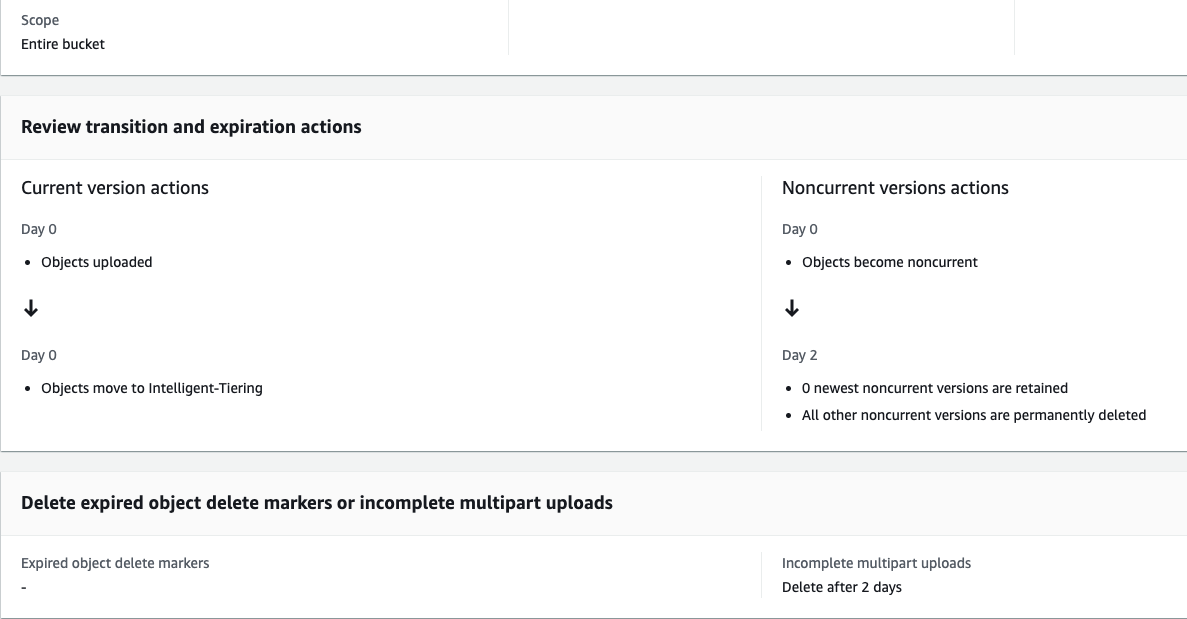 Scope
Entire bucket
Review transition and expiration actions
Current version actions
Day 0
Objects uploaded
Day 0
Objects move to Intelligent-Tiering
Noncurrent versions actions
Day 0
Objects become noncurrent
Day 2
0 newest noncurrent versions are retained
All other noncurrent versions are permanently deleted
Delete expired object delete markers or incomplete multipart uploads
Expired object delete markers
-
Incomplete multipart uploads
Delete after 2 days